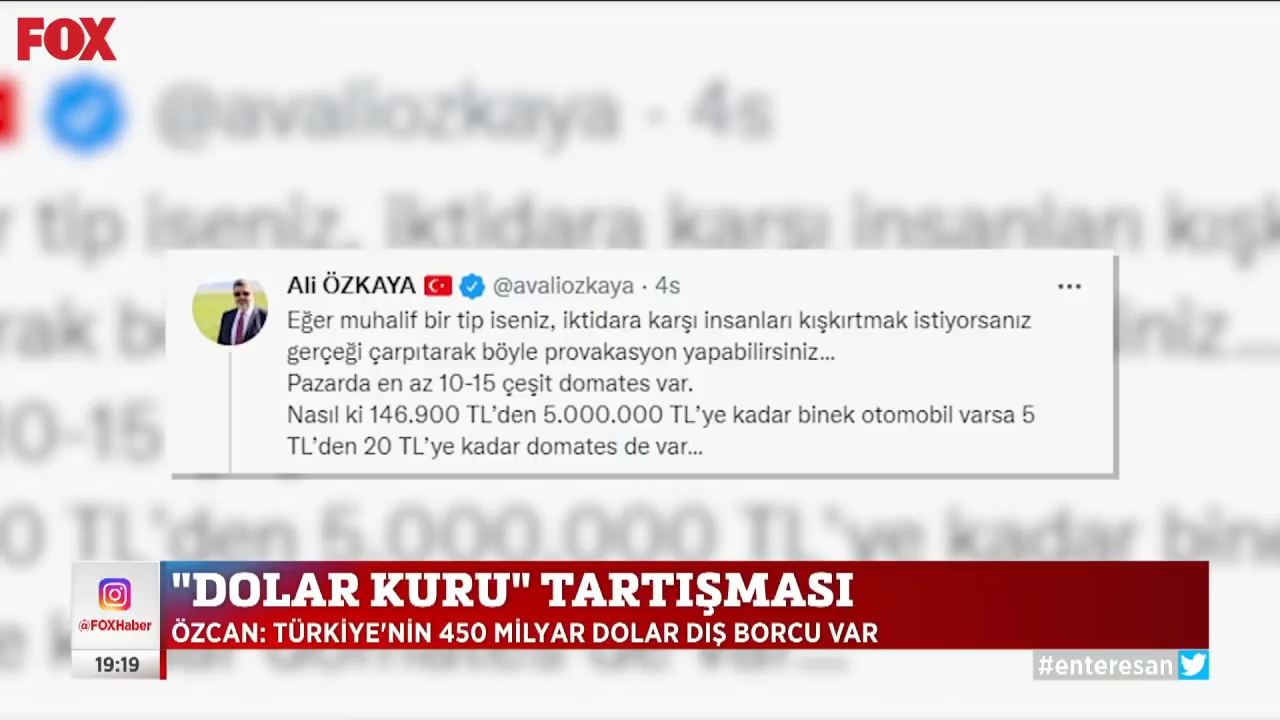 FOX
@avaliozkaya · 4s
Ali ÖZKAYA @avaliozkaya · 4s
Eğer muhalif bir tip iseniz, iktidara karşı insanları kışkırtmak istiyorsanız
gerçeği çarpıtarak böyle provakasyon yapabilirsiniz...
Pazarda en az 10-15 çeşit domates var.
Nasıl ki 146.900 TL'den 5.000.000 TL'ye kadar binek otomobil varsa 5
TL'den 20 TL'ye kadar domates de var...
"DOLAR KURU" TARTIŞMASI
ÖZCAN: TÜRKİYE'NİN 450 MİLYAR DOLAR DIŞ BORCU VAR
@FOXHaber
19:19
#enteresan